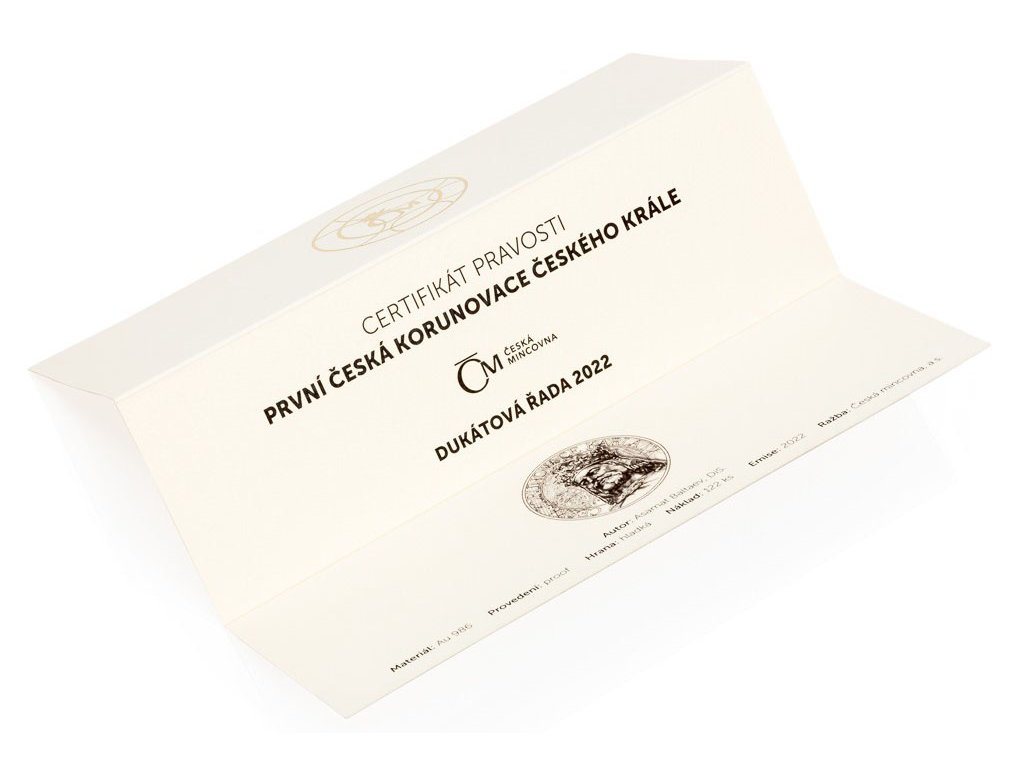 CERTIFIKÁT PRAVOSTI
PRVNÍ ČESKÁ KORUNOVACE ČESKÉHO KRÁLE
ČM ČESKÁ
MINCOVNA
DUKÁTOVÁ ŘADA 2022
Autor: Asamat Baltaev, DiS.
Materiál: Au 986 Provedení: proof Hrana: hladká Náklad: 122 ks Emise: 2022 Ražba: Česká mincovna, a.s.